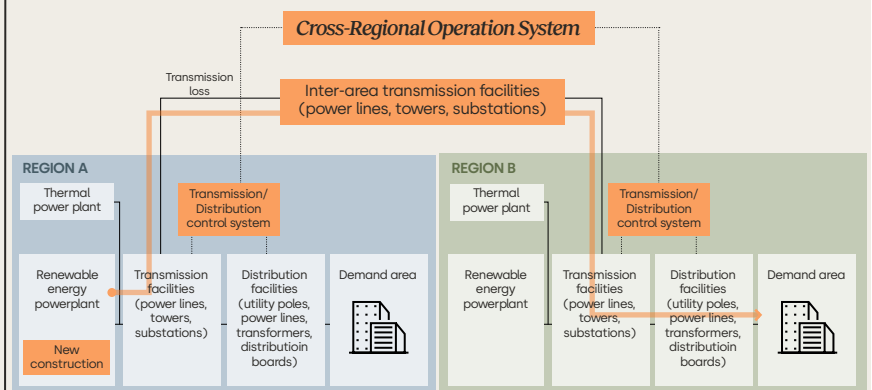 Cross-Regional Operation System
Transmission
loss
Inter-area transmission facilities
(power lines, towers, substations)
REGION A
Thermal
power plant
Transmission/
Distribution
control system
Renewable
energy
powerplant
New
construction
Transmission
facilities
(power lines,
towers,
substations)
Distribution
facilities
(utility poles,
power lines,
transformers,
distributioin
boards)
Demand area
REGION B
Thermal
power plant
Transmission/
Distribution
control system
Renewable
energy
powerplant
Transmission
facilities
(power lines,
towers,
substations)
Distribution
facilities
(utility poles,
power lines,
transformers,
distributioin
boards)
Demand area